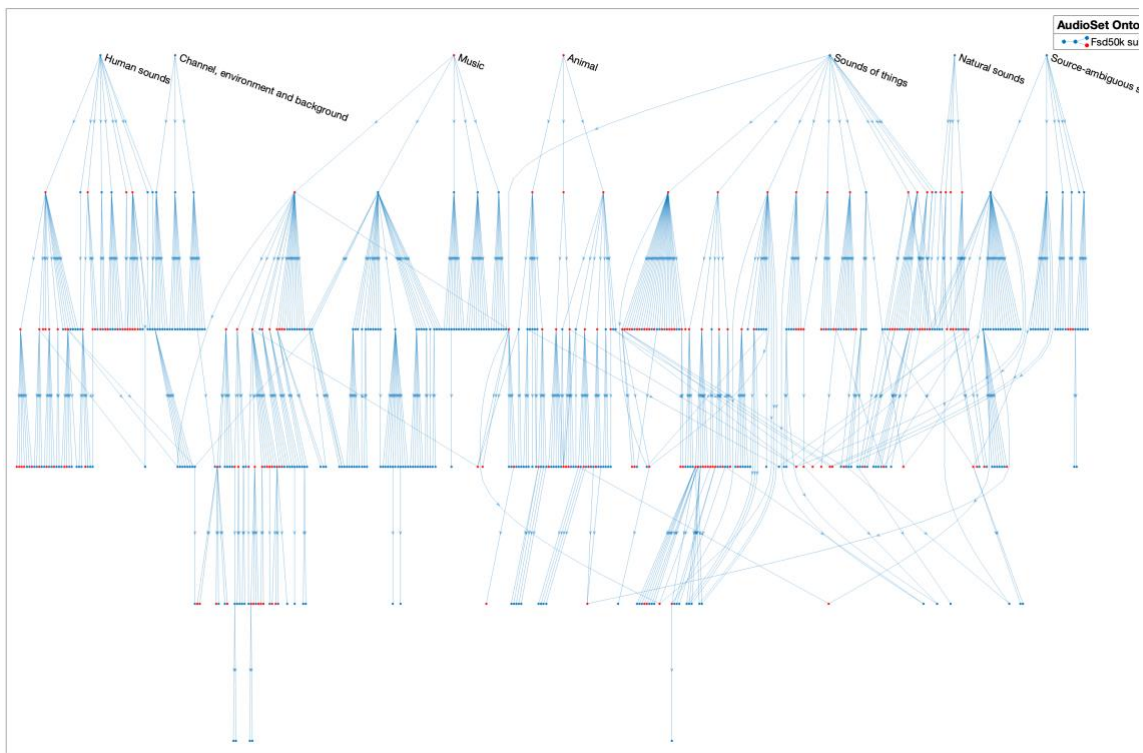 AudioSet Onto
Fsd50k su
Human sounds
Channel, environment and background
Music
Animal
Sounds of things
Natural sounds
Source-ambiguous s